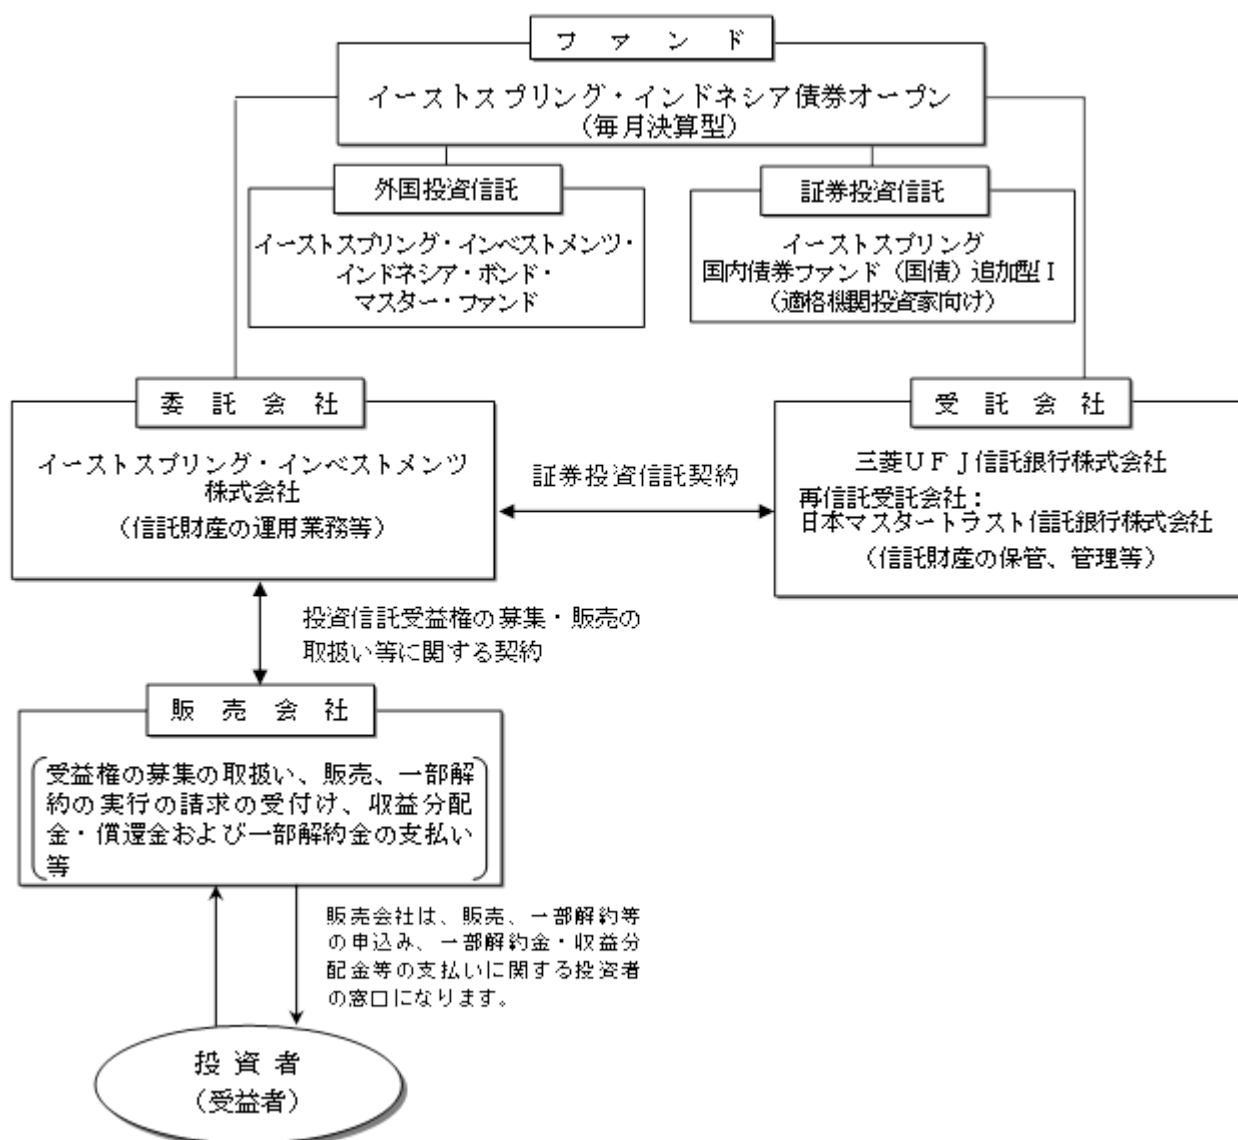 ファンド
イーストスプリング・インドネシア債券オープン
（毎月決算型）
外国投資信託
イーストスプリング・インベストメンツ・
インドネシア・ボンド・
マスター・ファンド
証券投資信託
イーストスプリング
国内債券ファンド（国債）追加型Ｉ
（適格機関投資家向け）
委託会社
イーストスプリング・インベストメンツ
株式会社
（信託財産の運用業務等）
証券投資信託契約
受託会社
三菱ＵＦＪ信託銀行株式会社
再信託受託会社：
日本マスタートラスト信託銀行株式会社
（信託財産の保管、管理等）
投資信託受益権の募集・販売の
取扱い等に関する契約
販売会社
受益権の募集の取扱い、販売、一部解
約の実行の請求の受付け、収益分配
金・償還金および一部解約金の支払い
等
販売会社は、販売、一部解約等
の申込み、一部解約金・収益分
配金等の支払いに関する投資者
の窓口になります。
投資者
（受益者）